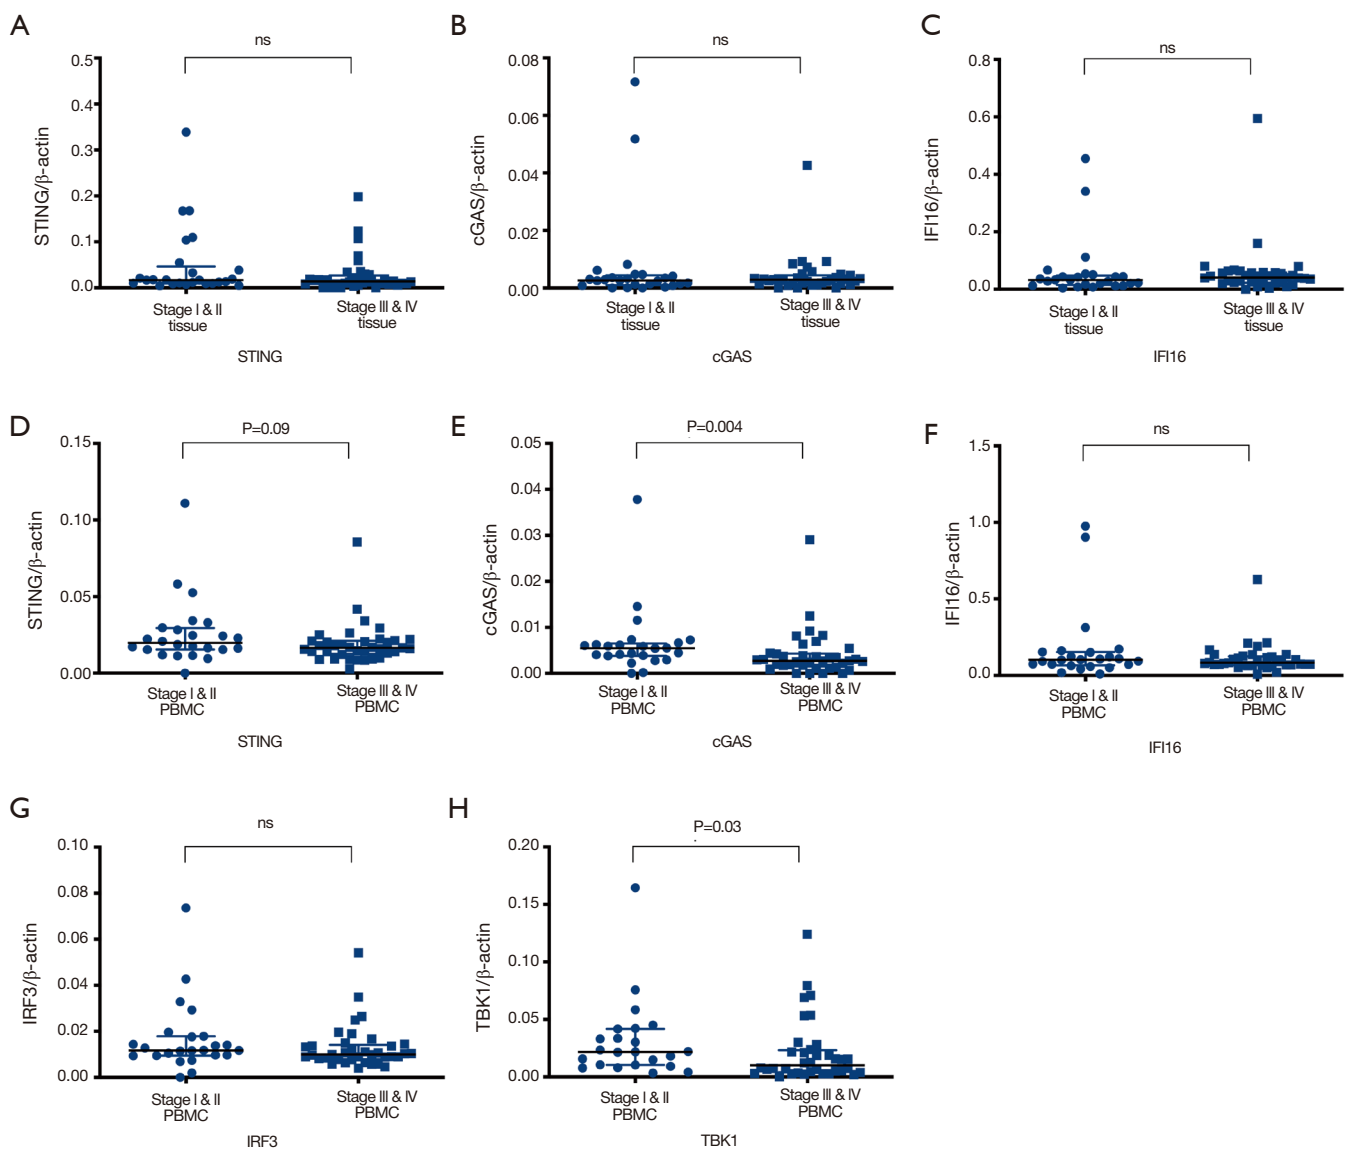 A
ns
STING/β-actin
0.5
0.4
0.3
0.2
0.1
0.0
Stage I & II
tissue
Stage III & IV
tissue
STING
B
ns
cGAS/β-actin
0.08
0.06
0.04
0.02
0.00
Stage I & II
tissue
Stage III & IV
tissue
cGAS
C
ns
IFI16/β-actin
0.8
0.6
0.4
0.2
0.0
Stage I & II
tissue
Stage III & IV
tissue
IFI16
D
P=0.09
STING/β-actin
0.15
0.10
0.05
0.00
Stage I & II
PBMC
Stage III & IV
PBMC
STING
E
P=0.004
cGAS/β-actin
0.05
0.04
0.03
0.02
0.01
0.00
Stage I & II
PBMC
Stage III & IV
PBMC
cGAS
F
ns
IFI16/β-actin
1.5
1.0
0.5
0.0
Stage I & II
PBMC
Stage III & IV
PBMC
IFI16
G
ns
IRF3/β-actin
0.10
0.08
0.06
0.04
0.02
0.00
Stage I & II
PBMC
Stage III & IV
PBMC
IRF3
H
P=0.03
TBK1/β-actin
0.20
0.15
0.10
0.05
0.00
Stage I & II
PBMC
Stage III & IV
PBMC
TBK1